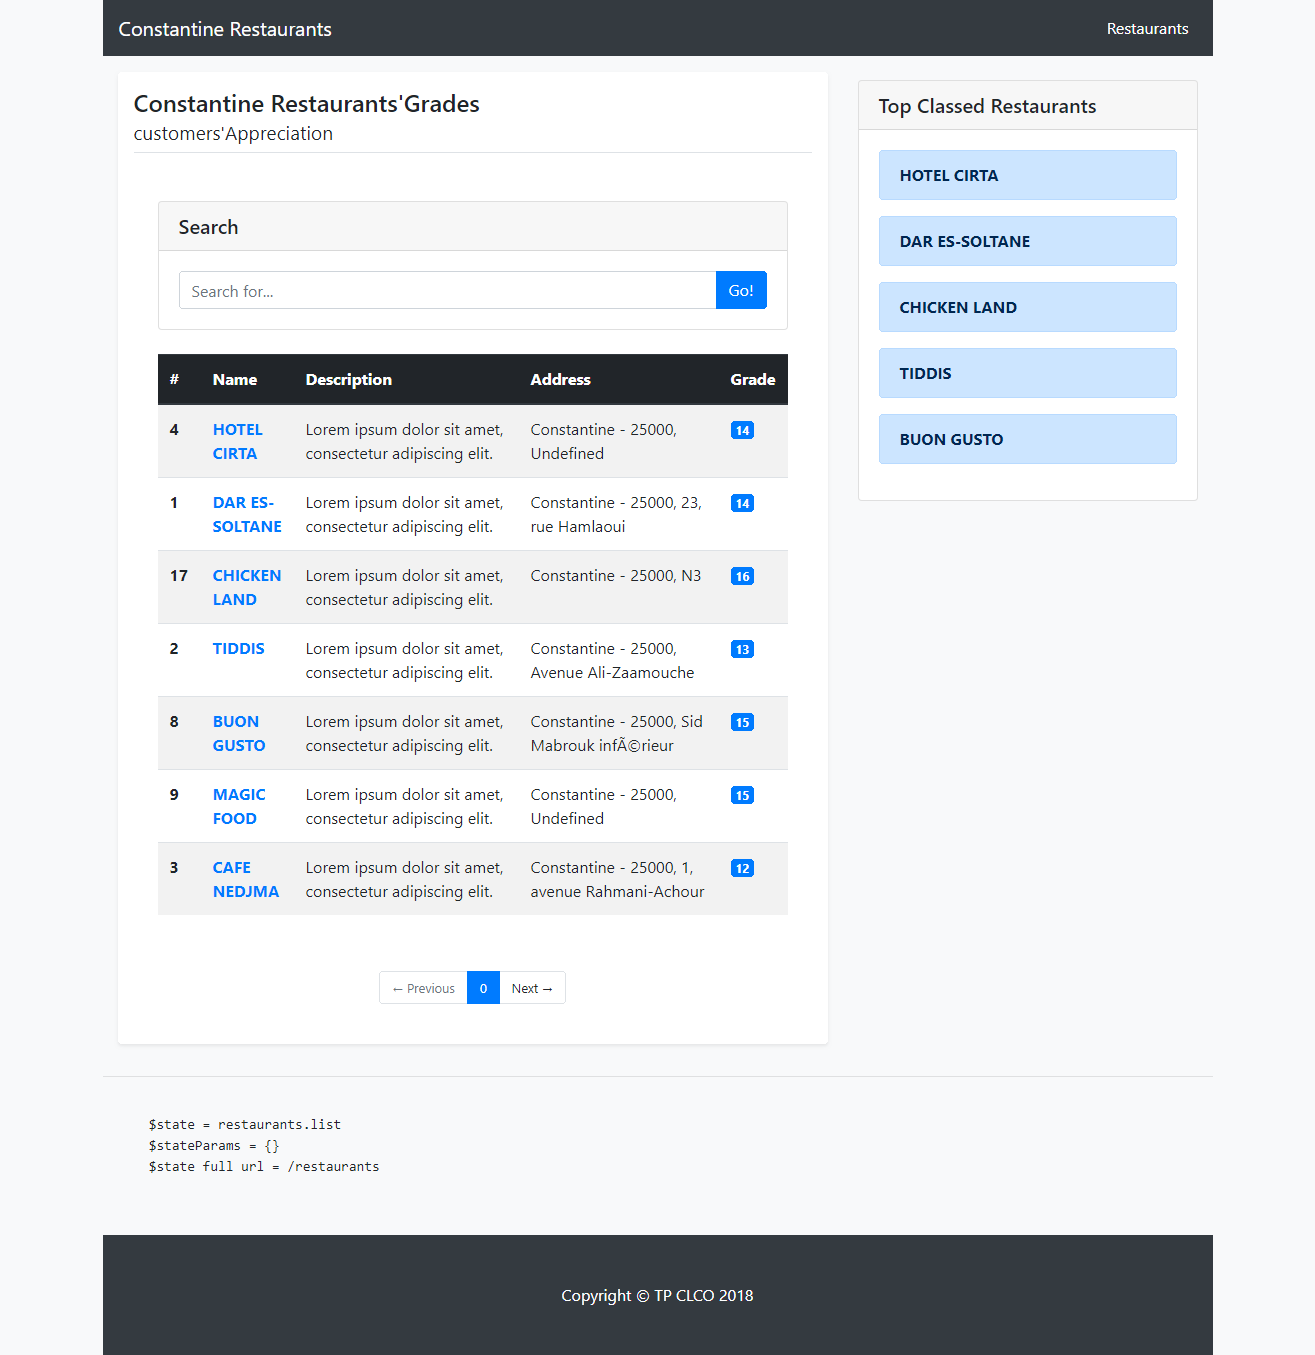 Constantine Restaurants
Restaurants
Constantine Restaurants'Grades
customers'Appreciation
Search
Search for...
Go!
# Name Description Address Grade
4 HOTEL CIRTA Lorem ipsum dolor sit amet, consectetur adipiscing elit. Constantine - 25000, Undefined 14
1 DAR ES-SOLTANE Lorem ipsum dolor sit amet, consectetur adipiscing elit. Constantine - 25000, 23, rue Hamlaoui 14
17 CHICKEN LAND Lorem ipsum dolor sit amet, consectetur adipiscing elit. Constantine - 25000, N3 16
2 TIDDIS Lorem ipsum dolor sit amet, consectetur adipiscing elit. Constantine - 25000, Avenue Ali-Zaamouche 13
8 BUON GUSTO Lorem ipsum dolor sit amet, consectetur adipiscing elit. Constantine - 25000, Sid Mabrouk infÃ©rieur 15
9 MAGIC FOOD Lorem ipsum dolor sit amet, consectetur adipiscing elit. Constantine - 25000, Undefined 15
3 CAFE NEDJMA Lorem ipsum dolor sit amet, consectetur adipiscing elit. Constantine - 25000, 1, avenue Rahmani-Achour 12
← Previous 0 Next →
Top Classed Restaurants
HOTEL CIRTA
DAR ES-SOLTANE
CHICKEN LAND
TIDDIS
BUON GUSTO
$state = restaurants.list
$stateParams = {}
$state full url = /restaurants
Copyright © TP CLCO 2018